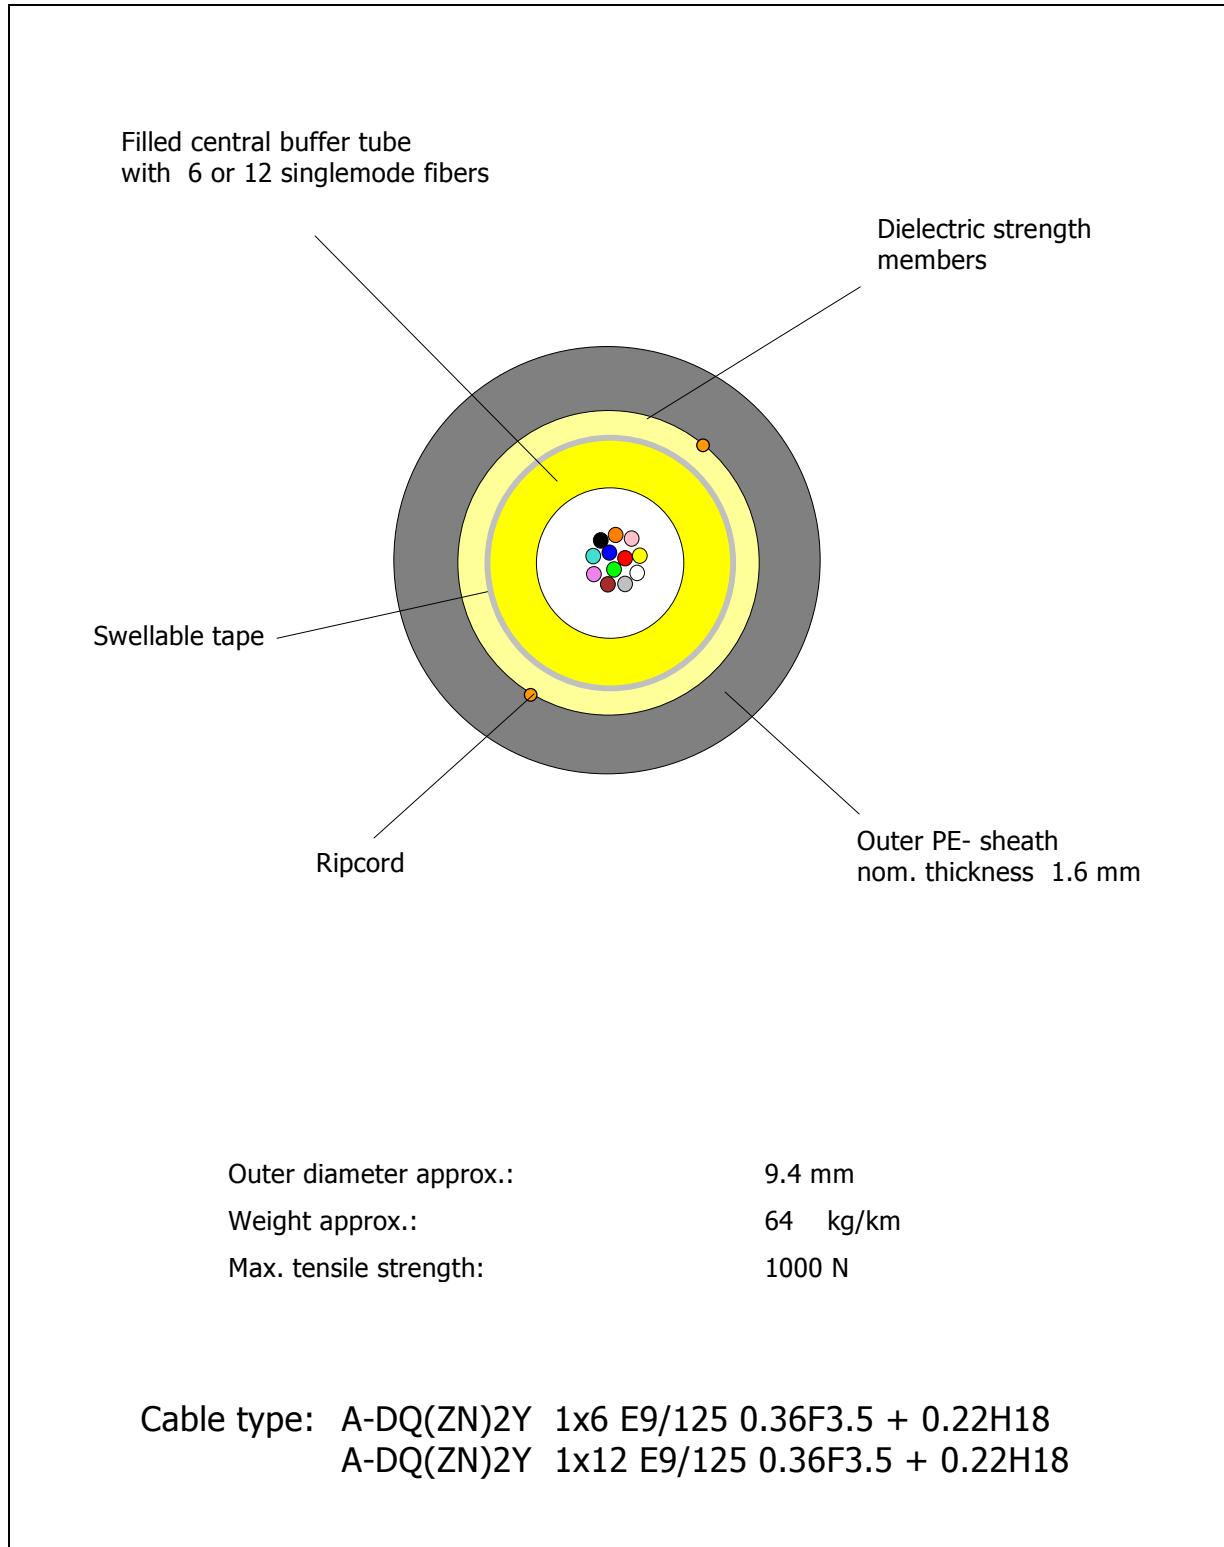 Filled central buffer tube
with 6 or 12 singlemode fibers
Dielectric strength
members
Swellable tape
Ripcord
Outer PE- sheath
nom. thickness 1.6 mm
Outer diameter approx.: 9.4 mm
Weight approx.: 64 kg/km
Max. tensile strength: 1000 N
Cable type: A-DQ(ZN)2Y 1x6 E9/125 0.36F3.5 + 0.22H18
A-DQ(ZN)2Y 1x12 E9/125 0.36F3.5 + 0.22H18